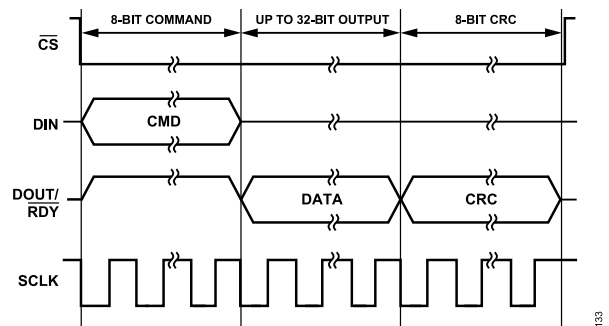 8-BIT COMMAND
UP TO 32-BIT OUTPUT
8-BIT CRC
CS
DIN
CMD
DOUT/
RDY
DATA
CRC
SCLK
133